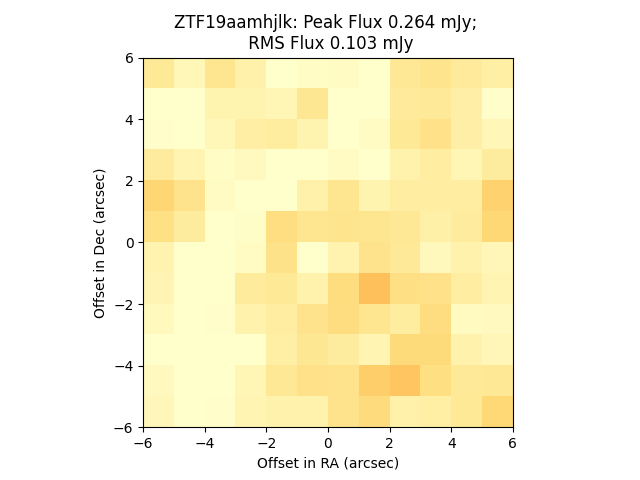 ZTF19aamhjlk: Peak Flux 0.264 mJy;
RMS Flux 0.103 mJy
6
4
2
0
−2
−4
−6
Offset in Dec (arcsec)
−6 −4 −2 0 2 4 6
Offset in RA (arcsec)